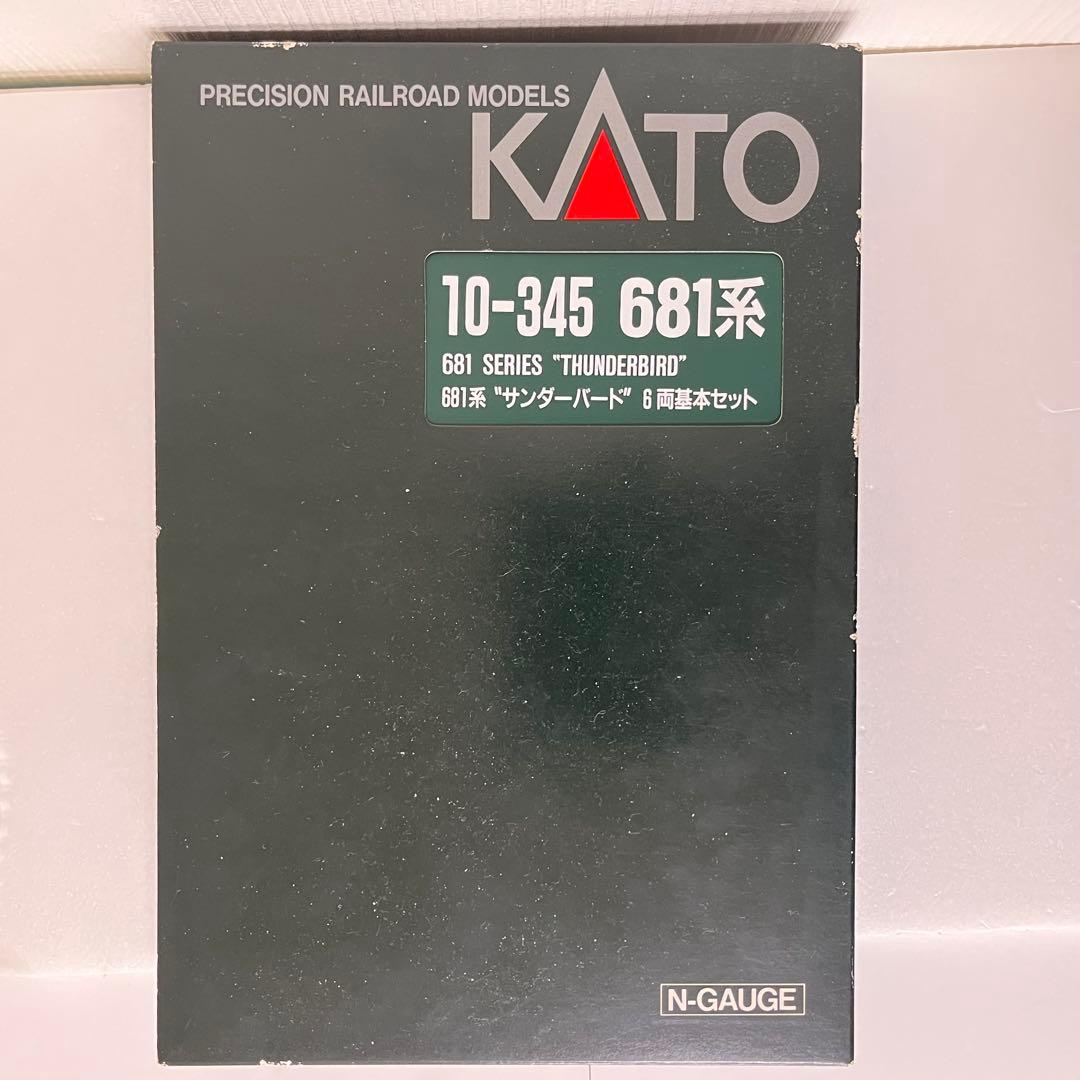 PRECISION RAILROAD MODELS
KATO
10-345 681系
681 SERIES "THUNDERBIRD"
681系 "サンダーバード" 6両基本セット
N-GAUGE